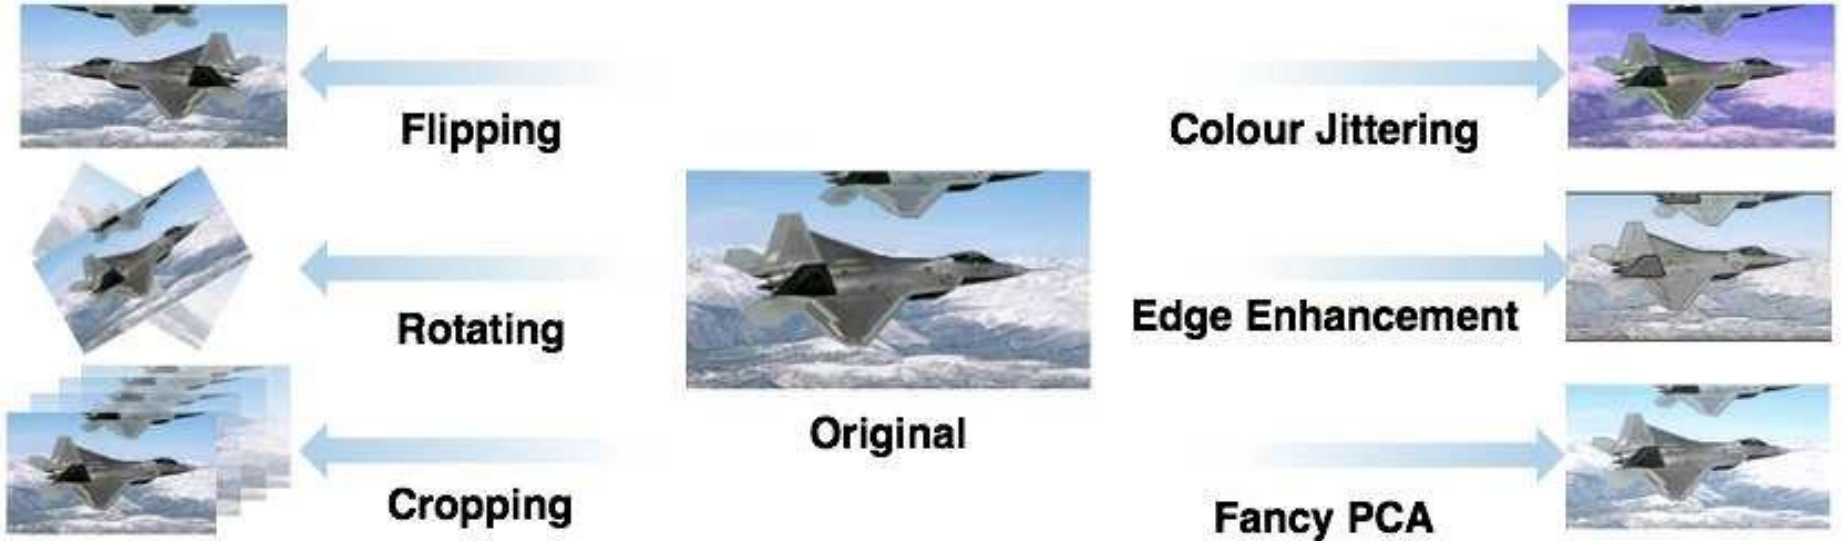 Flipping
Colour Jittering
Rotating
Edge Enhancement
Original
Cropping
Fancy PCA